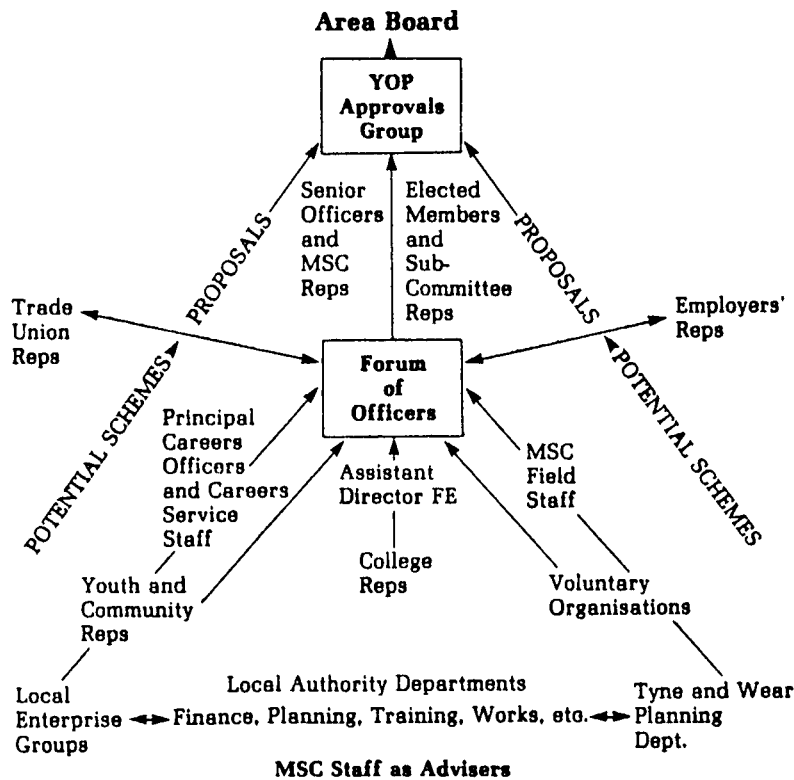 Area Board
YOP
Approvals
Group
Senior
Officers
and
MSC
Reps
Elected
Members
and
Sub-
Committee
Reps
PROPOSALS
PROPOSALS
Trade
Union
Reps
Employers'
Reps
Forum
of
Officers
POTENTIAL SCHEMES
POTENTIAL SCHEMES
Principal
Careers
Officers
and Careers
Service
Staff
Assistant
Director FE
MSC
Field
Staff
College
Reps
Youth and
Community
Reps
Voluntary
Organisations
Local
Enterprise
Groups
Local Authority Departments
Finance, Planning, Training, Works, etc.
Tyne and Wear
Planning
Dept.
MSC Staff as Advisers